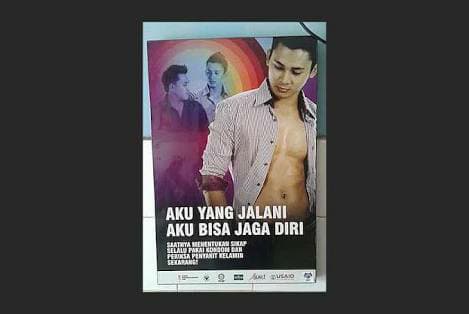 AKU YANG JALANI
AKU BISA JAGA DIRI
SAATNYA MENENTUKAN SIKAP
SELALU PAKAI KONDOM DAN
PERIKSA PENYAKIT KELAMIN
SEKARANG!
USAID